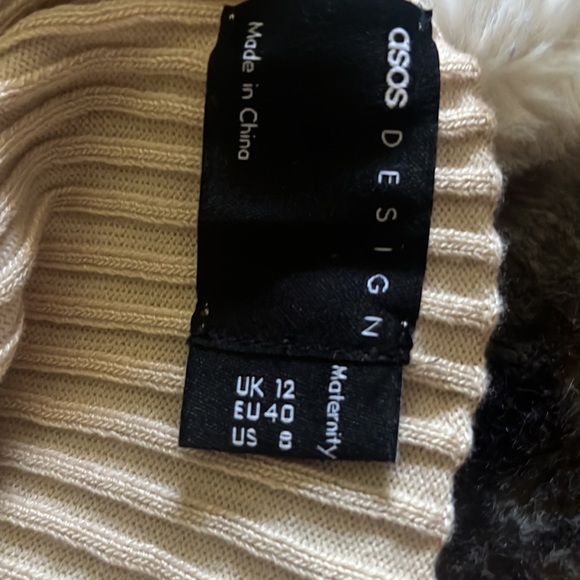 asos DESIGN
Made in China
Maternity
UK 12
EU 40
US 8